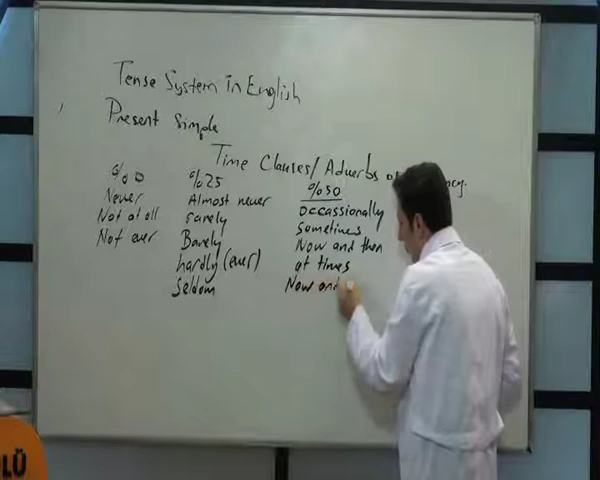 Tense System in English
Present Simple
Time Clauses/ Adverbs
%0 %25 %50
Never Almost never occassionally
Not at all rarely sometimes
Not ever Barely Now and then
hardly (ever) at times
Seldom Now and
LÜ